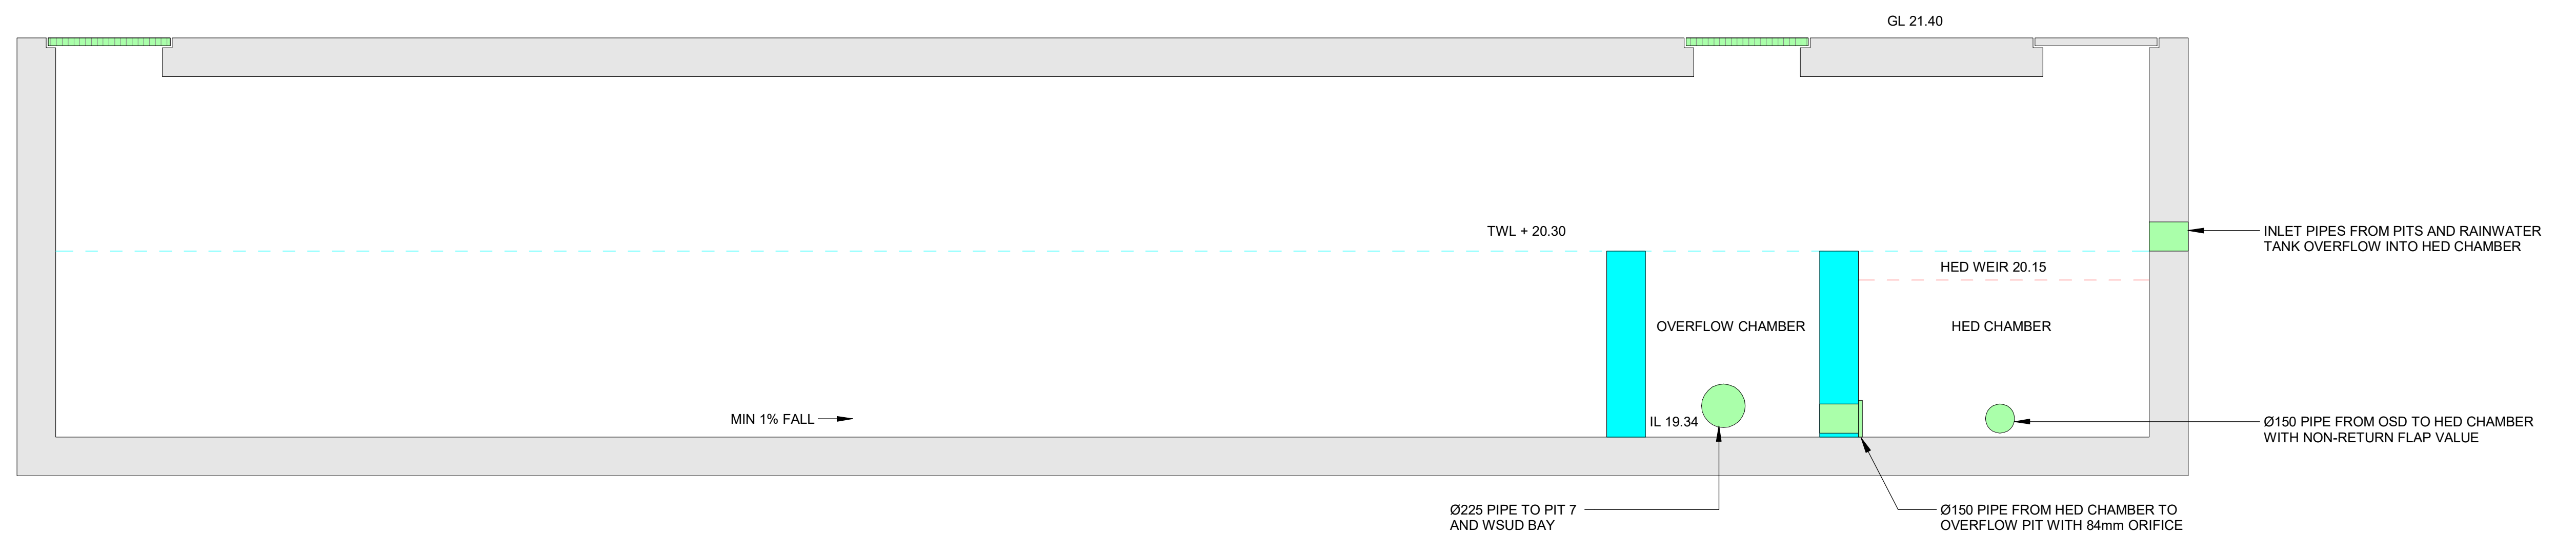 GL 21.40
TWL + 20.30
INLET PIPES FROM PITS AND RAINWATER
TANK OVERFLOW INTO HED CHAMBER
HED WEIR 20.15
OVERFLOW CHAMBER
HED CHAMBER
MIN 1% FALL
IL 19.34
Ø150 PIPE FROM OSD TO HED CHAMBER
WITH NON-RETURN FLAP VALUE
Ø225 PIPE TO PIT 7
AND WSUD BAY
Ø150 PIPE FROM HED CHAMBER TO
OVERFLOW PIT WITH 84mm ORIFICE